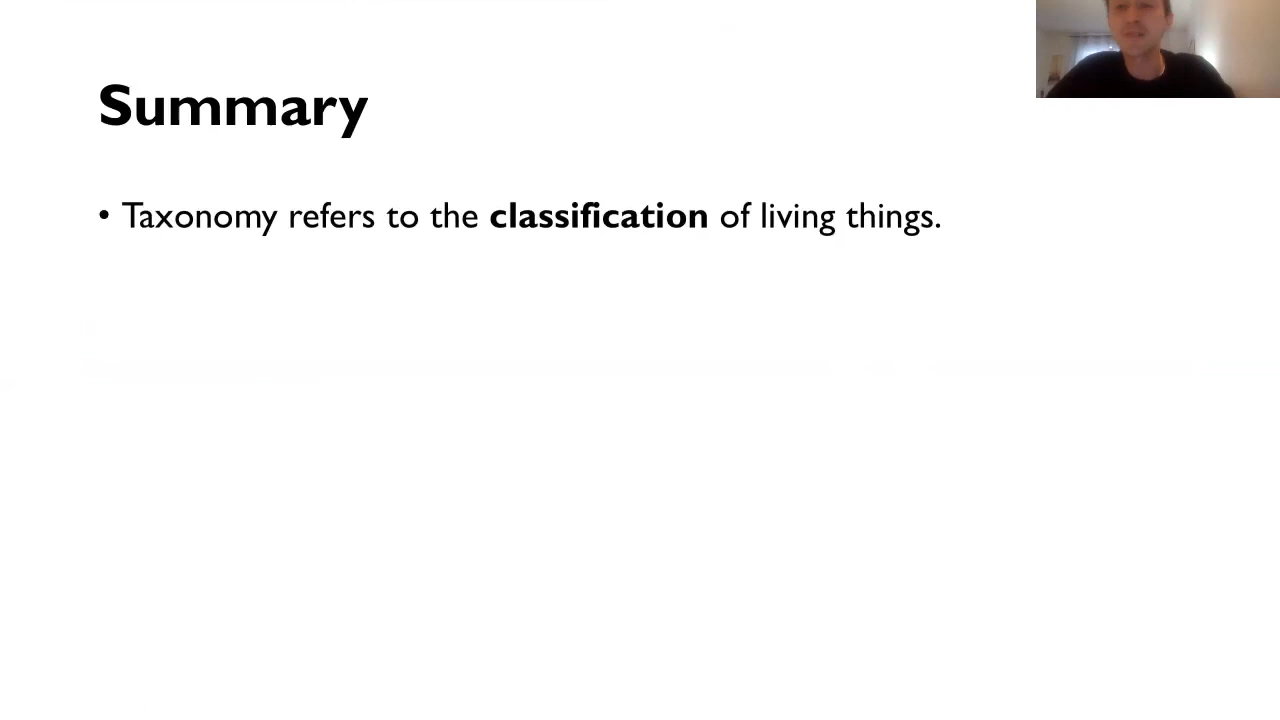 Summary
• Taxonomy refers to the classification of living things.